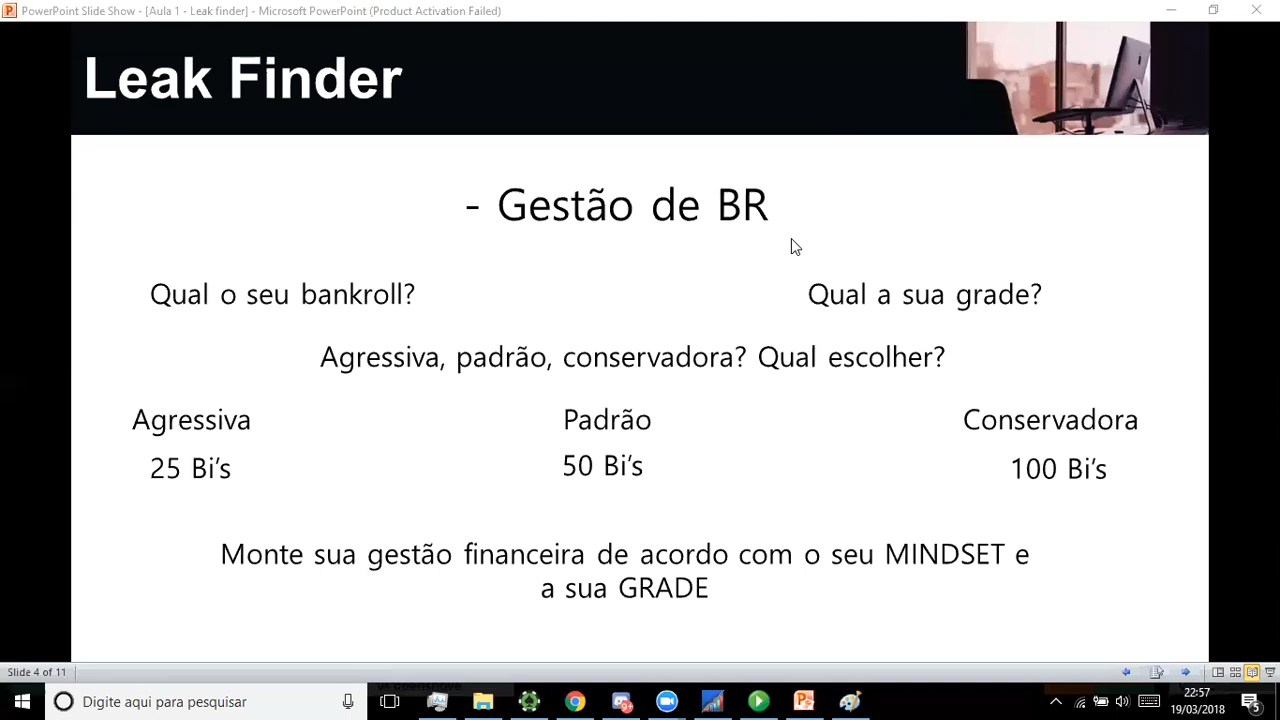 PowerPoint Slide Show - [Aula 1 - Leak finder] - Microsoft PowerPoint (Product Activation Failed)
Leak Finder
- Gestão de BR
Qual o seu bankroll? Qual a sua grade?
Agressiva, padrão, conservadora? Qual escolher?
Agressiva Padrão Conservadora
25 Bi's 50 Bi's 100 Bi's
Monte sua gestão financeira de acordo com o seu MINDSET e
a sua GRADE
Slide 4 of 11
Digite aqui para pesquisar
22:57
19/03/2018
5